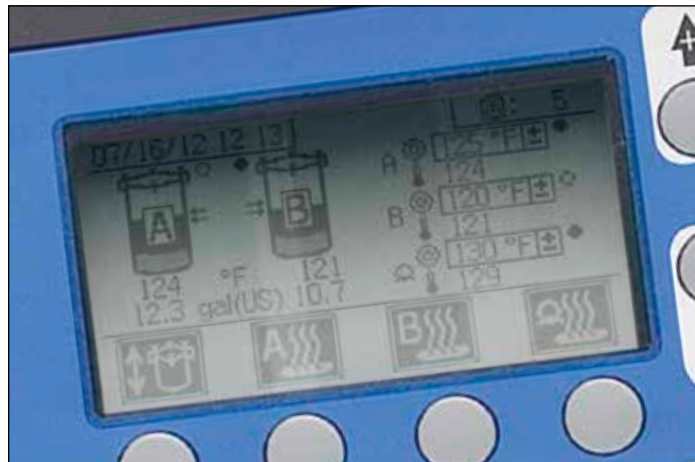 5
07/16/12 12 13
A 125 °F ±
124
B 120 °F ±
121
130 °F ±
129
A
B
124 °F 121
12.3 gal(US) 10.7
A
B